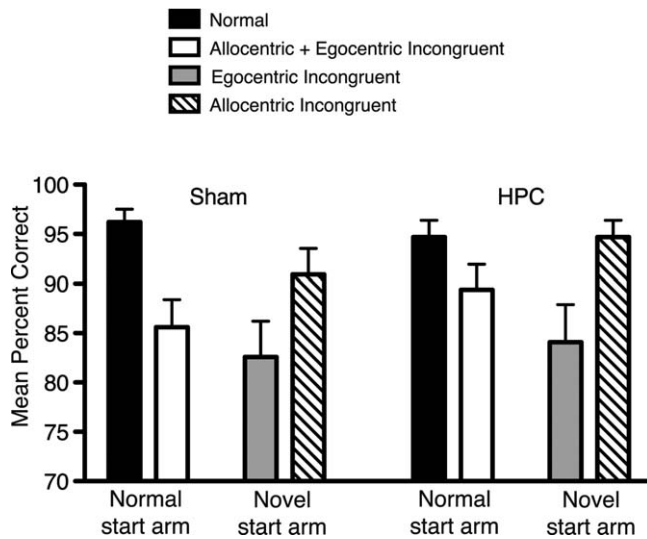 Normal
Allocentric + Egocentric Incongruent
Egocentric Incongruent
Allocentric Incongruent
Sham
HPC
Mean Percent Correct
100
95
90
85
80
75
70
Normal
start arm
Novel
start arm
Normal
start arm
Novel
start arm